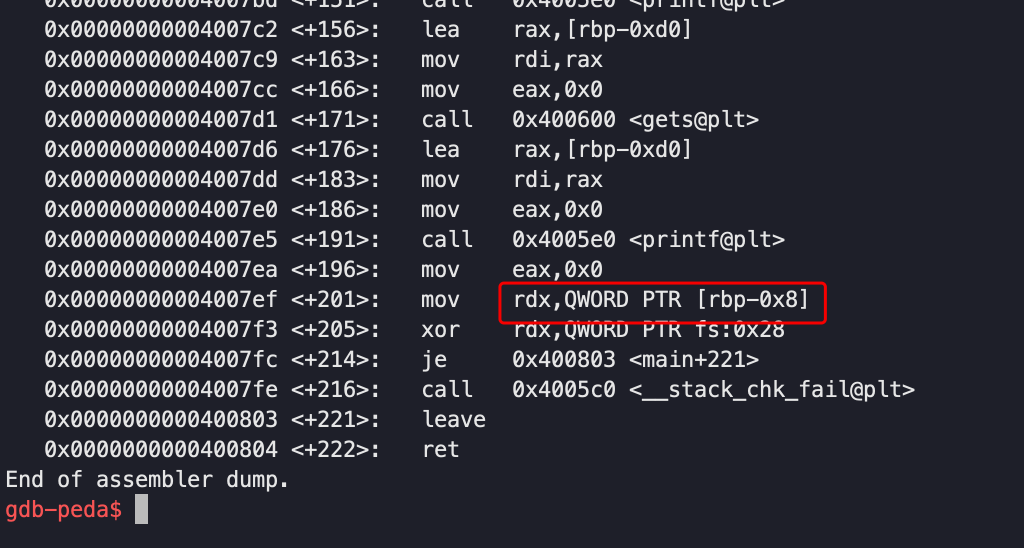 0x00000000004007bd <+151>: call 0x4005e0 <printf@plt>
0x00000000004007c2 <+156>: lea rax,[rbp-0xd0]
0x00000000004007c9 <+163>: mov rdi,rax
0x00000000004007cc <+166>: mov eax,0x0
0x00000000004007d1 <+171>: call 0x400600 <gets@plt>
0x00000000004007d6 <+176>: lea rax,[rbp-0xd0]
0x00000000004007dd <+183>: mov rdi,rax
0x00000000004007e0 <+186>: mov eax,0x0
0x00000000004007e5 <+191>: call 0x4005e0 <printf@plt>
0x00000000004007ea <+196>: mov eax,0x0
0x00000000004007ef <+201>: mov rdx,QWORD PTR [rbp-0x8]
0x00000000004007f3 <+205>: xor rdx,QWORD PTR fs:0x28
0x00000000004007fc <+214>: je 0x400803 <main+221>
0x00000000004007fe <+216>: call 0x4005c0 <__stack_chk_fail@plt>
0x0000000000400803 <+221>: leave
0x0000000000400804 <+222>: ret
End of assembler dump.
gdb-peda$